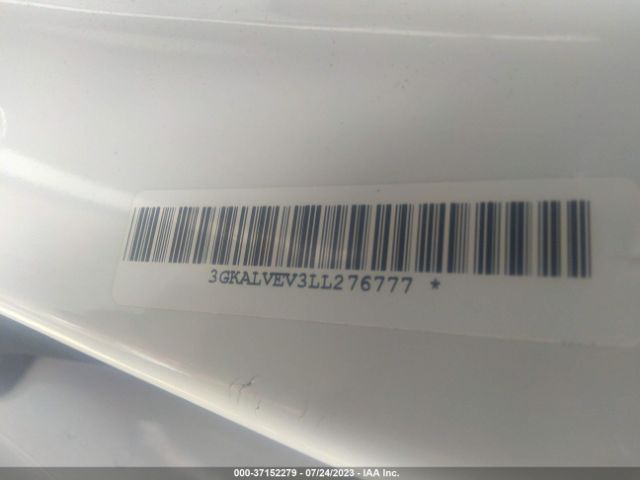 3GKALVEV3LL276777 *
000-37152279 - 07/24/2023 - IAA Inc.